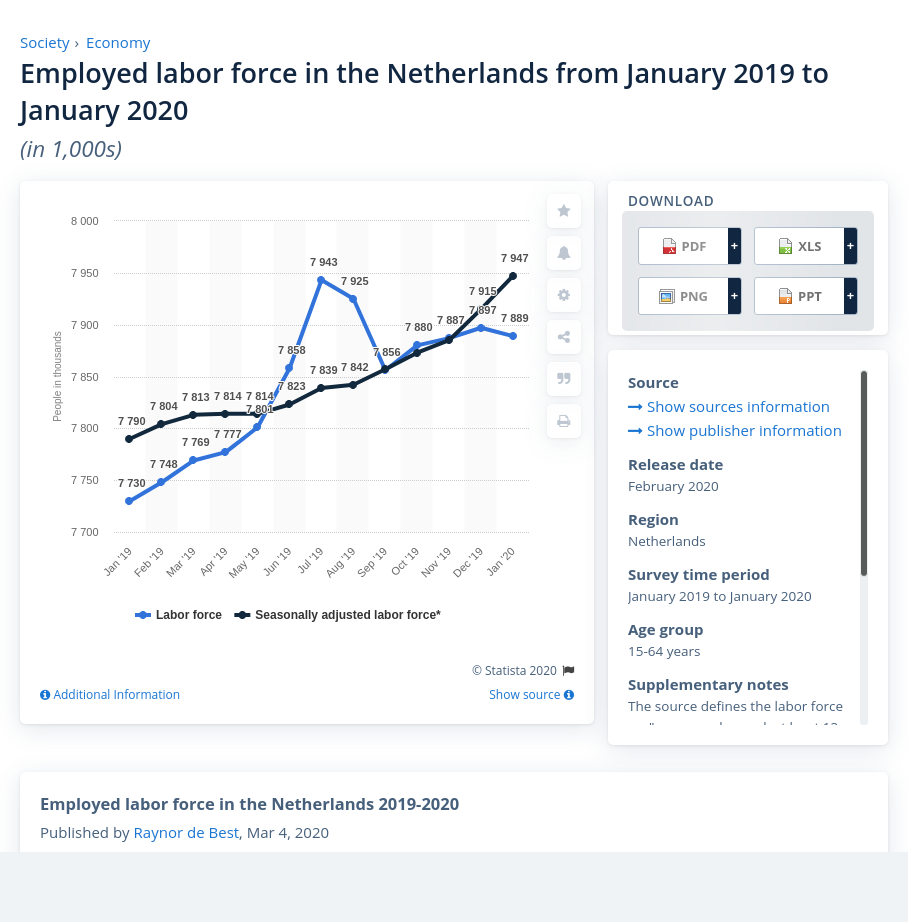 Society › Economy
Employed labor force in the Netherlands from January 2019 to
January 2020
(in 1,000s)
8 000
7 950
7 900
7 850
7 800
7 750
7 700
People in thousands
7 730
7 748
7 769
7 777
7 801
7 858
7 943
7 925
7 856
7 880
7 887
7 897
7 889
7 790
7 804
7 813
7 814
7 814
7 823
7 839
7 842
7 915
7 947
Jan '19
Feb '19
Mar '19
Apr '19
May '19
Jun '19
Jul '19
Aug '19
Sep '19
Oct '19
Nov '19
Dec '19
Jan '20
Labor force
Seasonally adjusted labor force*
© Statista 2020
Additional Information
Show source
DOWNLOAD
PDF +
XLS +
PNG +
PPT +
Source
Show sources information
Show publisher information
Release date
February 2020
Region
Netherlands
Survey time period
January 2019 to January 2020
Age group
15-64 years
Supplementary notes
The source defines the labor force
Employed labor force in the Netherlands 2019-2020
Published by Raynor de Best, Mar 4, 2020